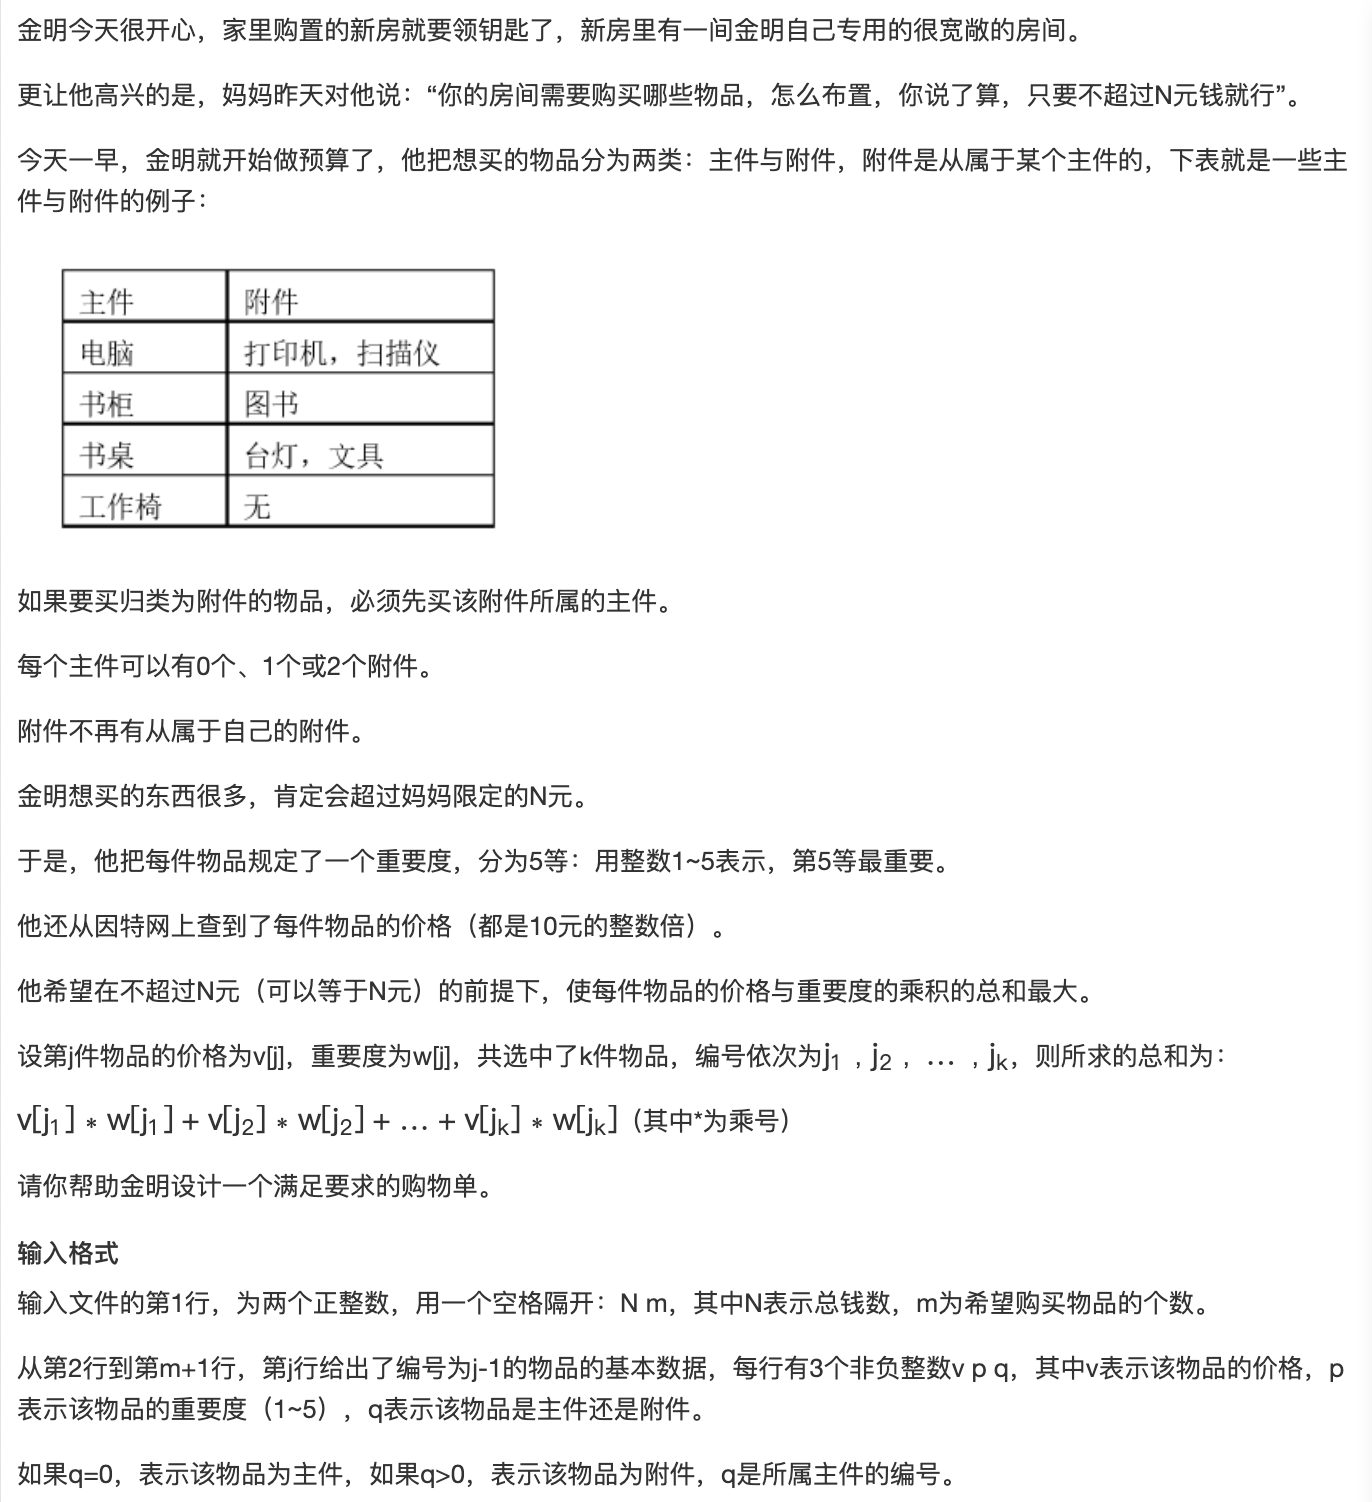 金明今天很开心，家里购置的新房就要领钥匙了，新房里有一间金明自己专用的很宽敞的房间。
更让他高兴的是，妈妈昨天对他说：“你的房间需要购买哪些物品，怎么布置，你说了算，只要不超过N元钱就行”。
今天一早，金明就开始做预算了，他把想买的物品分为两类：主件与附件，附件是从属于某个主件的，下表就是一些主
件与附件的例子：
主件 附件
电脑 打印机，扫描仪
书柜 图书
书桌 台灯，文具
工作椅 无
如果要买归类为附件的物品，必须先买该附件所属的主件。
每个主件可以有0个、1个或2个附件。
附件不再有从属于自己的附件。
金明想买的东西很多，肯定会超过妈妈限定的N元。
于是，他把每件物品规定了一个重要度，分为5等：用整数1~5表示，第5等最重要。
他还从因特网上查到了每件物品的价格（都是10元的整数倍）。
他希望在不超过N元（可以等于N元）的前提下，使每件物品的价格与重要度的乘积的总和最大。
设第j件物品的价格为v[j]，重要度为w[j]，共选中了k件物品，编号依次为j₁，j₂，…，jₖ，则所求的总和为：
v[j₁]∗w[j₁]+v[j₂]∗w[j₂]+…+v[jₖ]∗w[jₖ]（其中*为乘号）
请你帮助金明设计一个满足要求的购物单。
输入格式
输入文件的第1行，为两个正整数，用一个空格隔开：N m，其中N表示总钱数，m为希望购买物品的个数。
从第2行到第m+1行，第j行给出了编号为j-1的物品的基本数据，每行有3个非负整数v p q，其中v表示该物品的价格，p
表示该物品的重要度（1~5），q表示该物品是主件还是附件。
如果q=0，表示该物品为主件，如果q>0，表示该物品为附件，q是所属主件的编号。